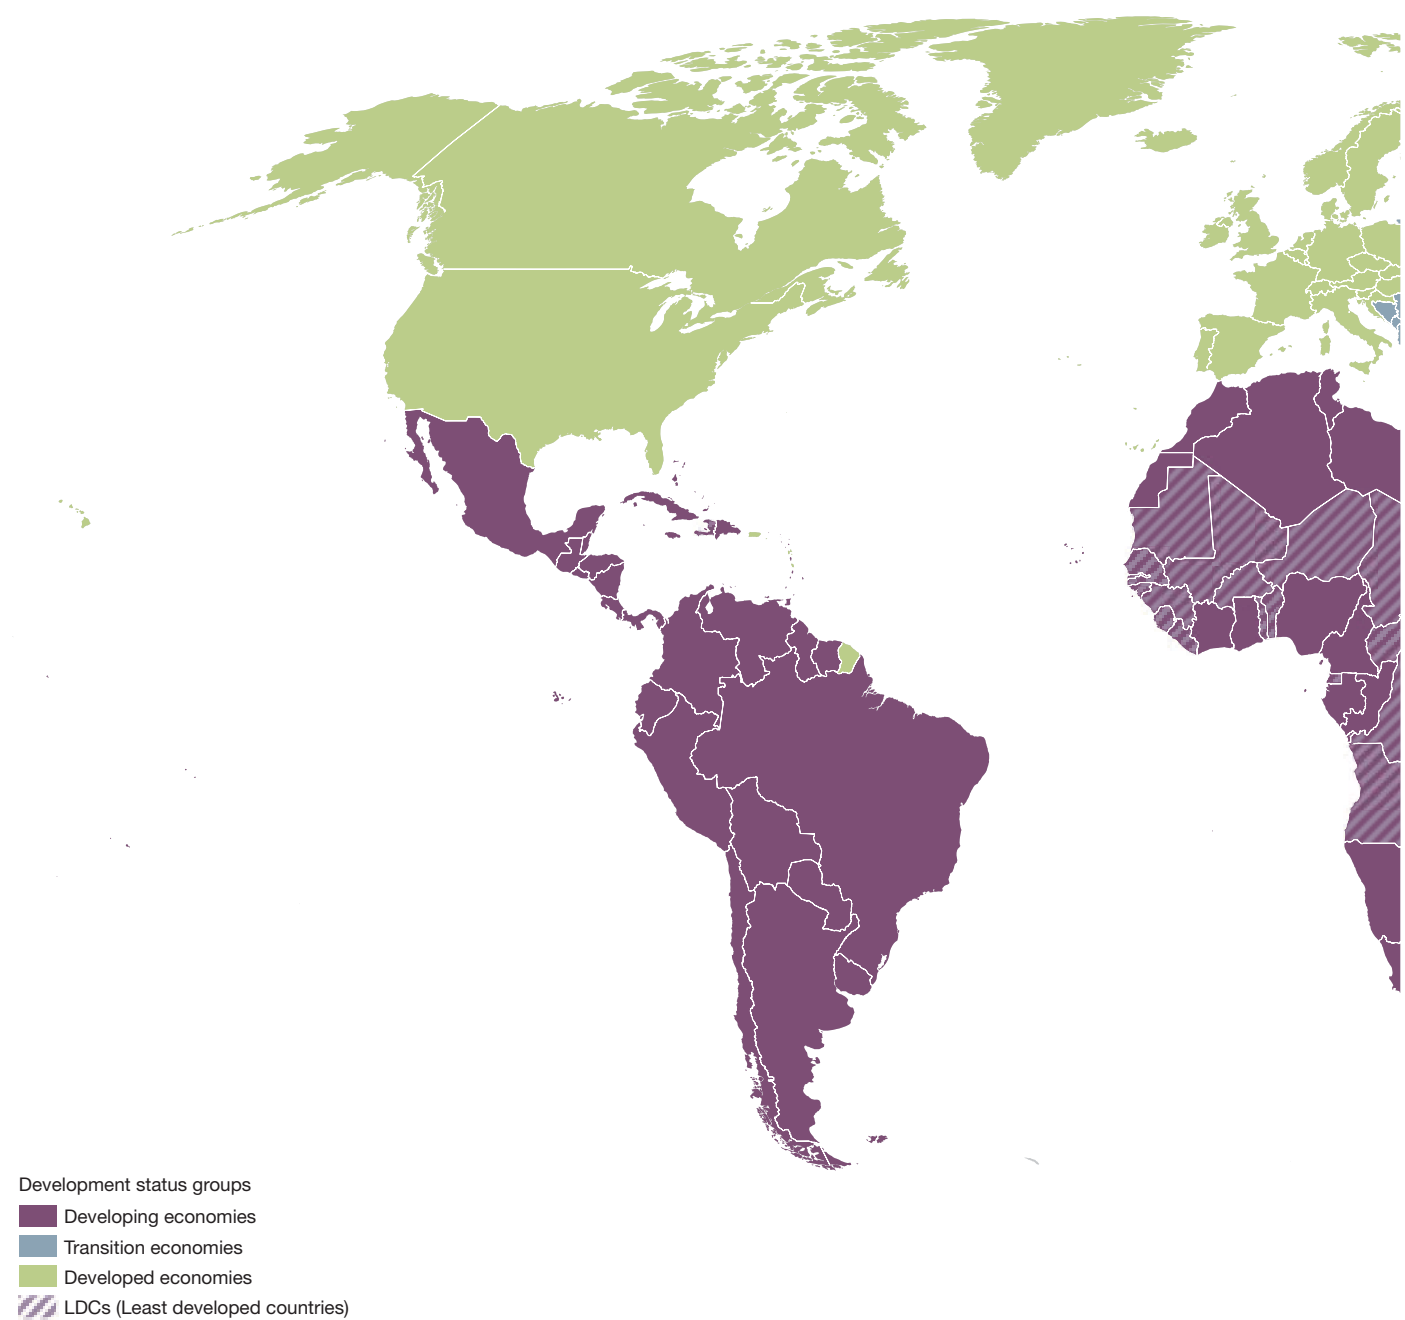 Development status groups
Developing economies
Transition economies
Developed economies
LDCs (Least developed countries)